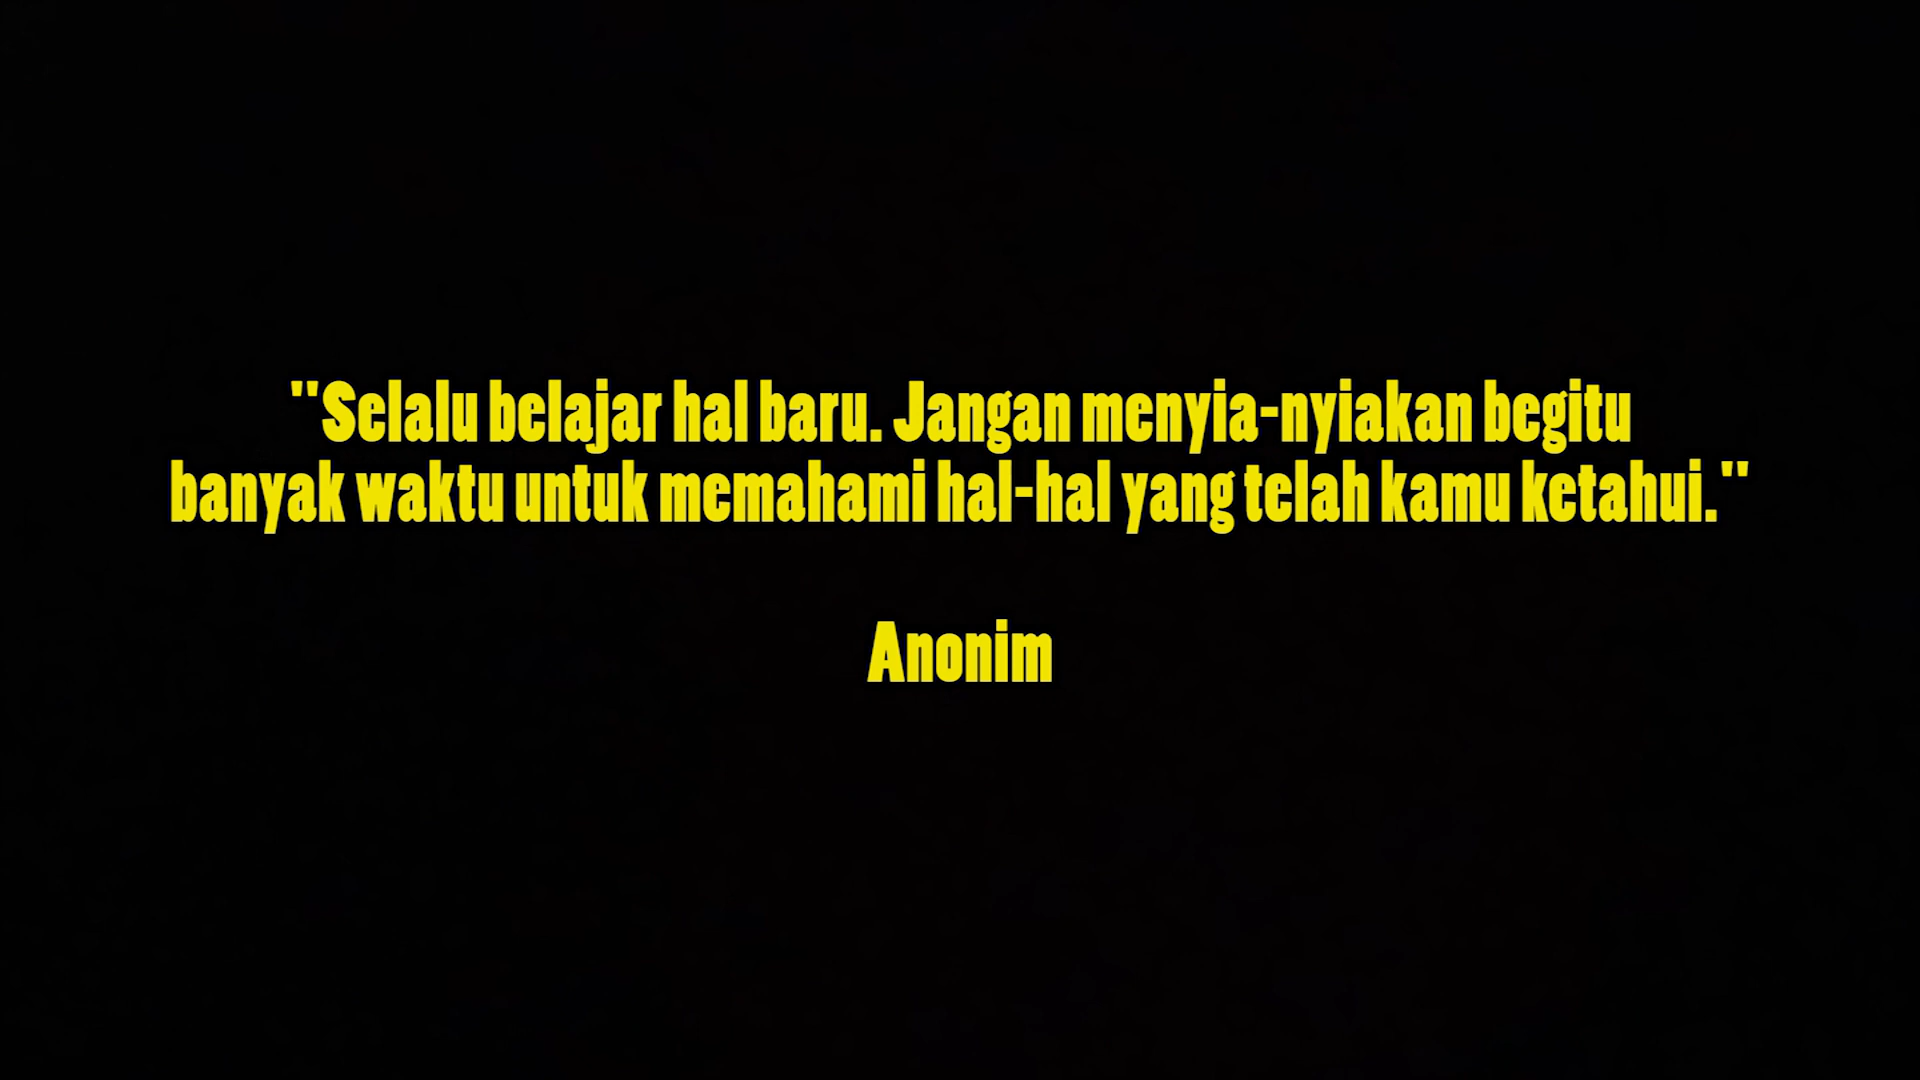 "Selalu belajar hal baru. Jangan menyia-nyiakan begitu
banyak waktu untuk memahami hal-hal yang telah kamu ketahui."
Anonim